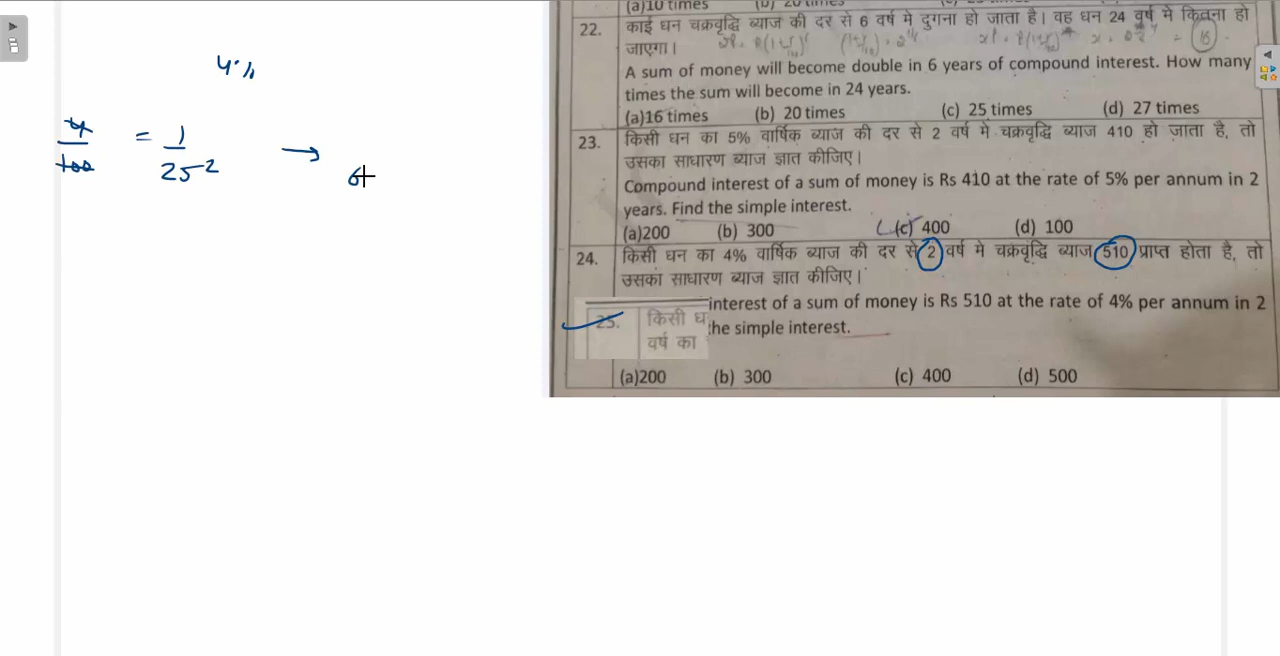 4%
4/100 = 1/25² → 6
(a)10 times
22. काई धन चक्रवृद्धि ब्याज की दर से 6 वर्ष मे दुगना हो जाता है। वह धन 24 वर्ष मे कितना हो
जाएगा।
A sum of money will become double in 6 years of compound interest. How many
times the sum will become in 24 years.
(a)16 times (b) 20 times (c) 25 times (d) 27 times
23. किसी धन का 5% वार्षिक ब्याज की दर से 2 वर्ष मे चक्रवृद्धि ब्याज 410 हो जाता है, तो
उसका साधारण ब्याज ज्ञात कीजिए।
Compound interest of a sum of money is Rs 410 at the rate of 5% per annum in 2
years. Find the simple interest.
(a)200 (b) 300 (c) 400 (d) 100
24. किसी धन का 4% वार्षिक ब्याज की दर से 2 वर्ष मे चक्रवृद्धि ब्याज 510 प्राप्त होता है, तो
उसका साधारण ब्याज ज्ञात कीजिए।
interest of a sum of money is Rs 510 at the rate of 4% per annum in 2
25. किसी ध
he simple interest.
वर्ष का
(a)200 (b) 300 (c) 400 (d) 500